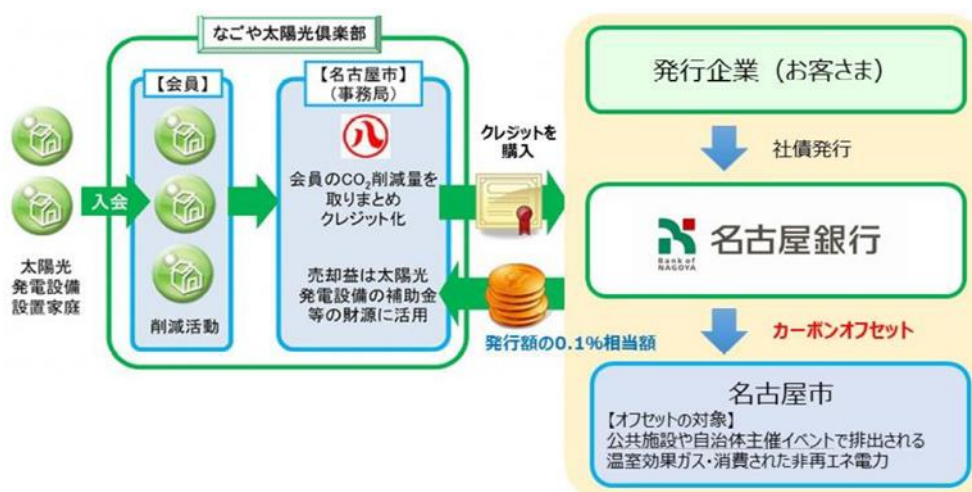 なごや太陽光倶楽部
【会員】
【名古屋市】
(事務局)
入会
太陽光
発電設備
設置家庭
削減活動
会員のCO₂削減量を
取りまとめ
クレジット化
売却益は太陽光
発電設備の補助金
等の財源に活用
クレジットを
購入
発行額の0.1%相当額
発行企業（お客さま）
社債発行
Bank of
NAGOYA
名古屋銀行
カーボンオフセット
名古屋市
【オフセットの対象】
公共施設や自治体主催イベントで排出される
温室効果ガス・消費された非再エネ電力